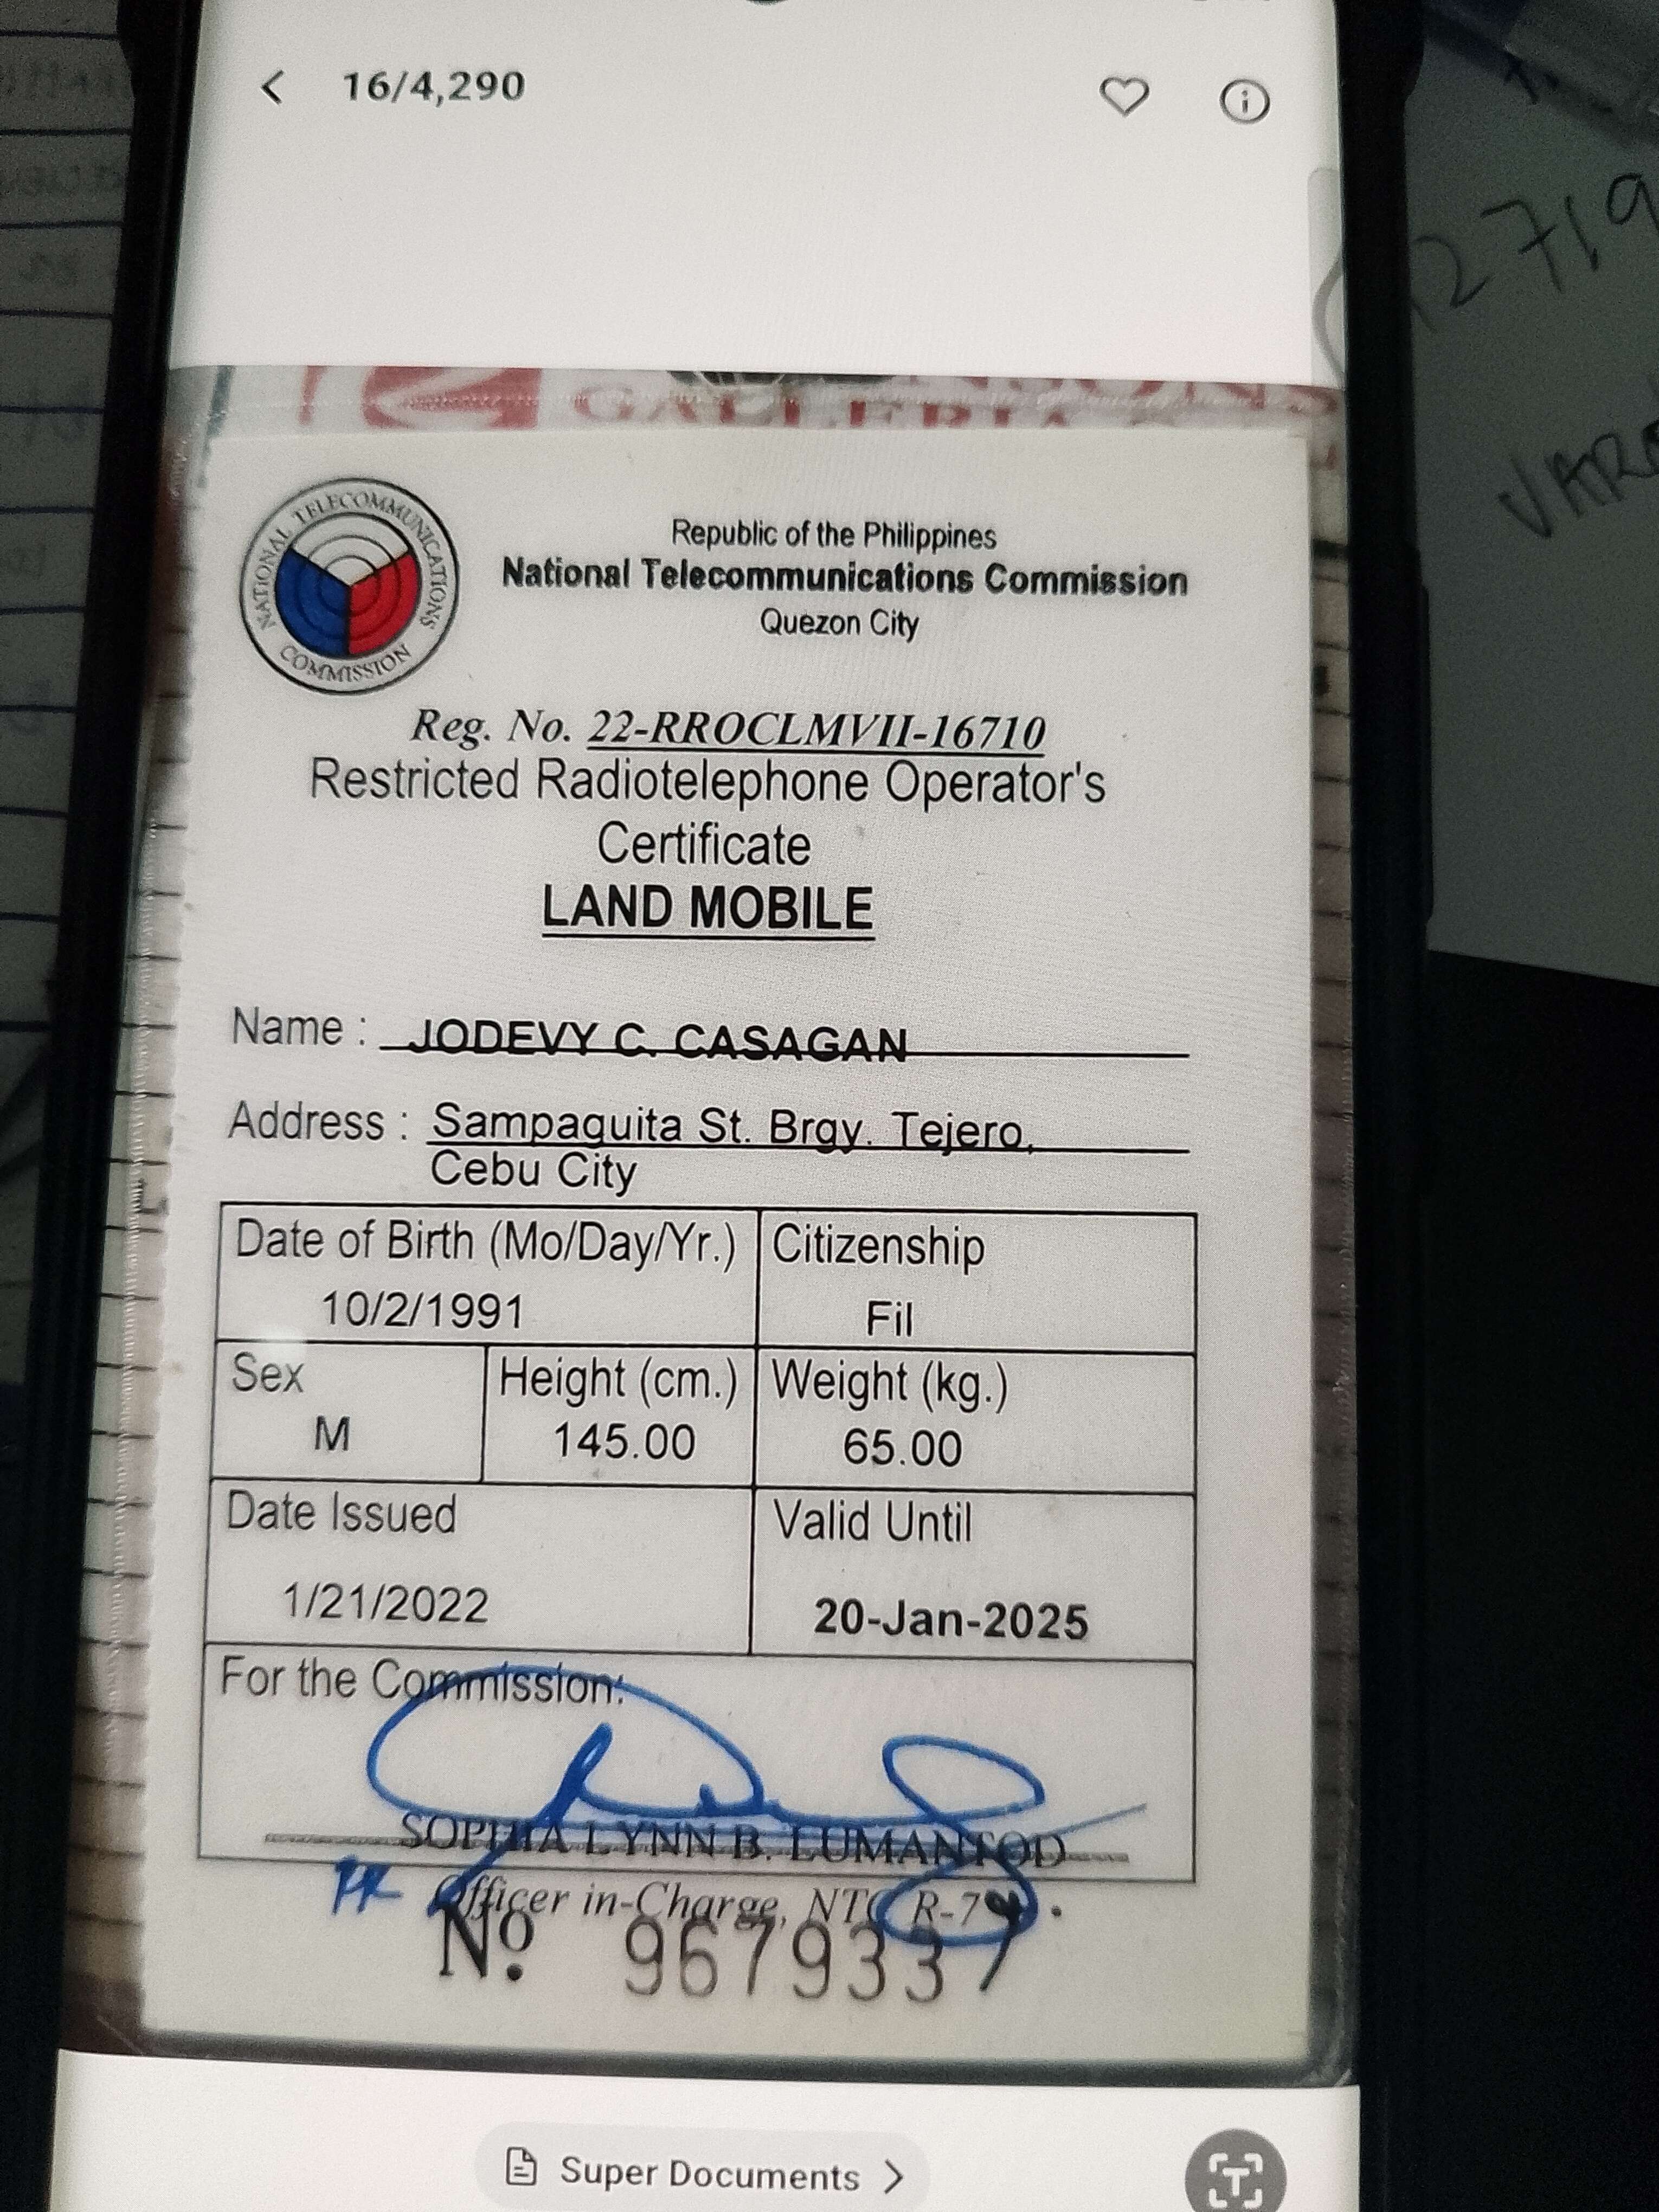 16/4,290
GALLERIA
NATIONAL TELECOMMUNICATIONS COMMISSION
Republic of the Philippines
National Telecommunications Commission
Quezon City
Reg. No. 22-RROCLMVII-16710
Restricted Radiotelephone Operator's
Certificate
LAND MOBILE
Name : JODEVY C. CASAGAN
Address : Sampaguita St. Brgy. Tejero,
Cebu City
Date of Birth (Mo/Day/Yr.) Citizenship
10/2/1991 Fil
Sex Height (cm.) Weight (kg.)
M 145.00 65.00
Date Issued Valid Until
1/21/2022 20-Jan-2025
For the Commission:
SOPHIA LYNN B. LUMANTOD
Officer in-Charge, NTC R-7
No. 9679337
Super Documents